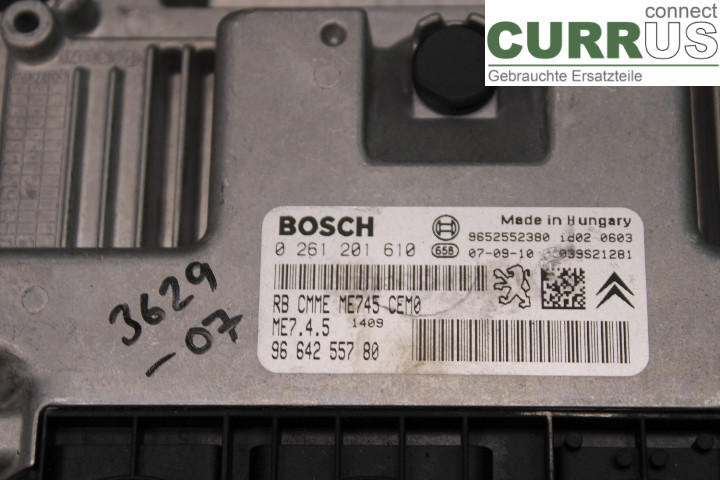 connect
CURRUS
Gebrauchte Ersatzteile
BOSCH
Made in Hungary
0 261 201 610
658
9652552380 1d02 0603
07-09-10 039S21281
RB CMME ME745 CEM0
ME7.4.5 1409
96 642 557 80
3629
-07